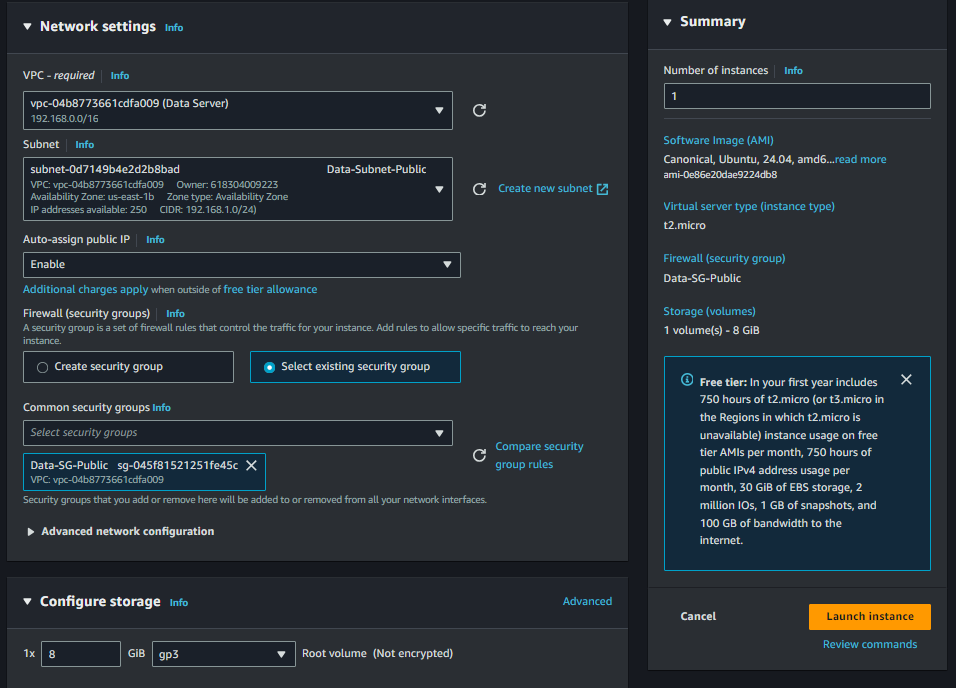 Network settings Info
VPC - required Info
vpc-04b8773661cdfa009 (Data Server)
192.168.0.0/16
Subnet Info
subnet-0d7149b4e2d2b8bad Data-Subnet-Public
VPC: vpc-04b8773661cdfa009 Owner: 618304009223
Availability Zone: us-east-1b Zone type: Availability Zone
IP addresses available: 250 CIDR: 192.168.1.0/24)
Create new subnet
Auto-assign public IP Info
Enable
Additional charges apply when outside of free tier allowance
Firewall (security groups) Info
A security group is a set of firewall rules that control the traffic for your instance. Add rules to allow specific traffic to reach your
instance.
Create security group
Select existing security group
Common security groups Info
Select security groups
Compare security
group rules
Data-SG-Public sg-045f81521251fe45c
VPC: vpc-04b8773661cdfa009
Security groups that you add or remove here will be added to or removed from all your network interfaces.
Advanced network configuration
Configure storage Info
Advanced
1x 8 GiB gp3 Root volume (Not encrypted)
Summary
Number of instances Info
1
Software Image (AMI)
Canonical, Ubuntu, 24.04, amd6...read more
ami-0e86e20dae9224db8
Virtual server type (instance type)
t2.micro
Firewall (security group)
Data-SG-Public
Storage (volumes)
1 volume(s) - 8 GiB
Free tier: In your first year includes
750 hours of t2.micro (or t3.micro in
the Regions in which t2.micro is
unavailable) instance usage on free
tier AMIs per month, 750 hours of
public IPv4 address usage per
month, 30 GiB of EBS storage, 2
million IOs, 1 GB of snapshots, and
100 GB of bandwidth to the
internet.
Cancel
Launch instance
Review commands